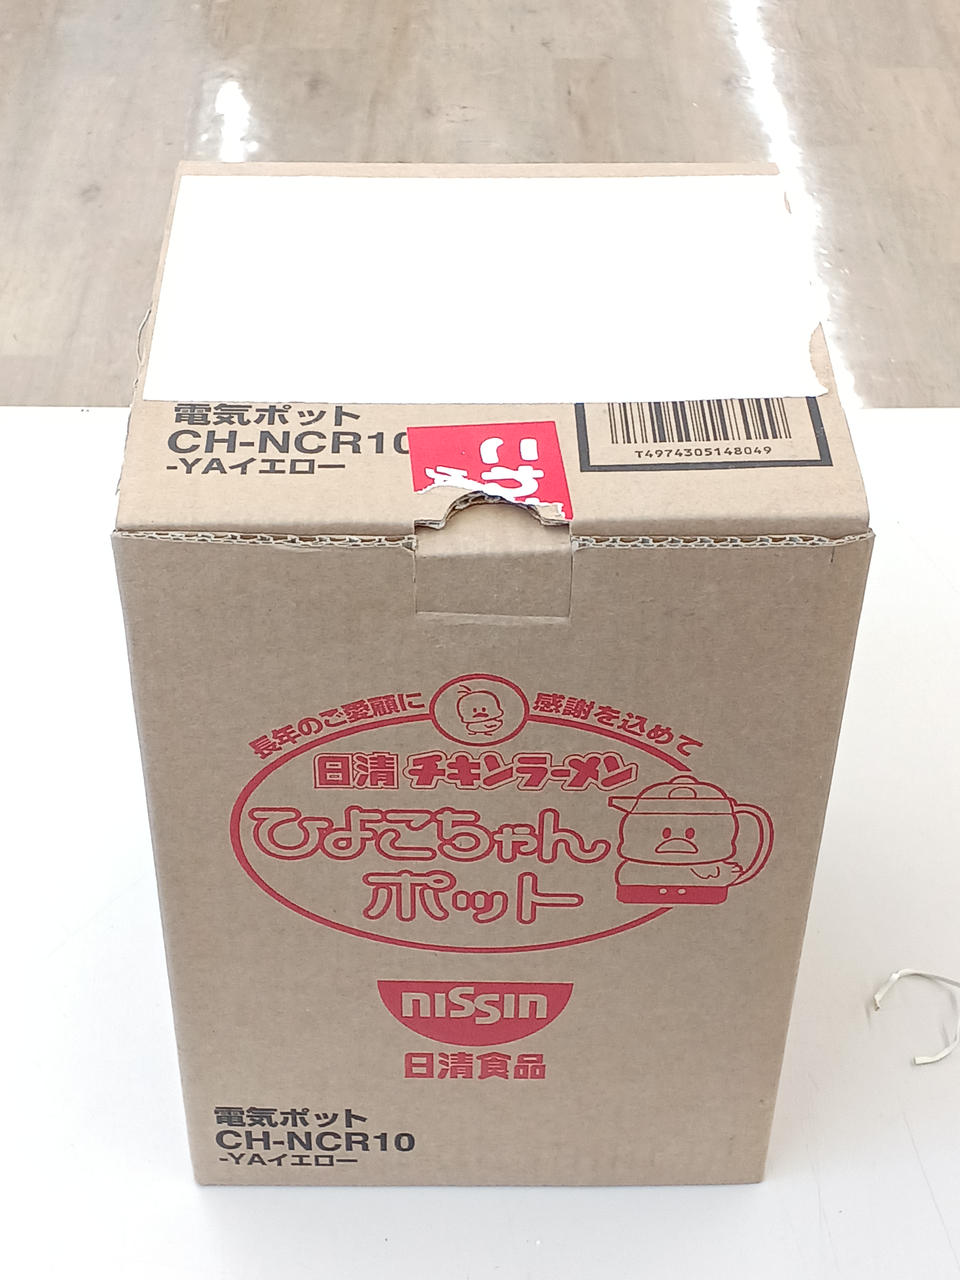 電気ポット
CH-NCR10
-YAイエロー
T4974305148049
長年のご愛顧に 感謝を込めて
日清 チキンラーメン
ひよこちゃん
ポット
nissin
日清食品
電気ポット
CH-NCR10
-YAイエロー